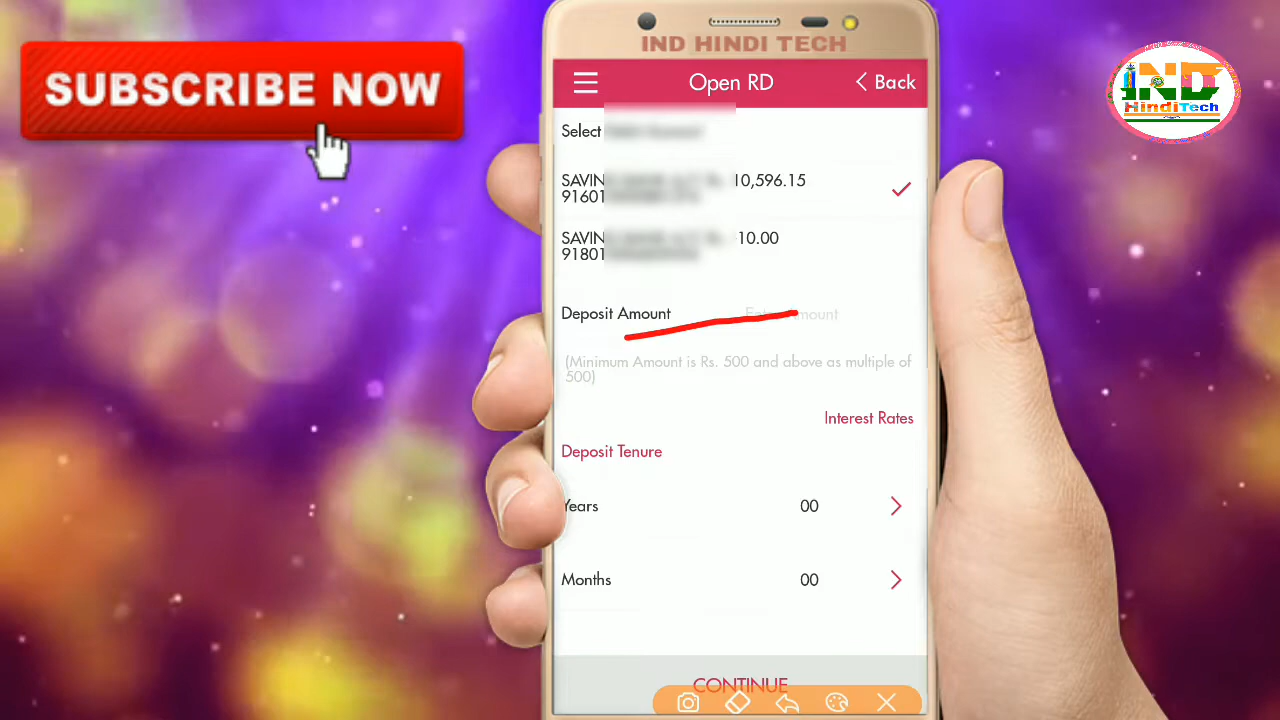 SUBSCRIBE NOW
IND HINDI TECH
IND
HindiTech
Open RD
Back
Select
SAVIN 10,596.15
91601
SAVIN 10.00
91801
Deposit Amount Enter Amount
(Minimum Amount is Rs. 500 and above as multiple of
500)
Interest Rates
Deposit Tenure
Years 00
Months 00
CONTINUE